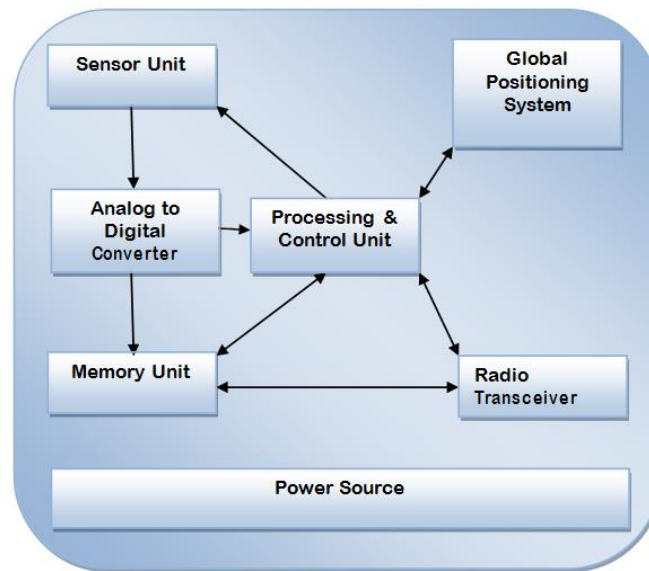 Sensor Unit
Global
Positioning
System
Analog to
Digital
Converter
Processing &
Control Unit
Memory Unit
Radio
Transceiver
Power Source